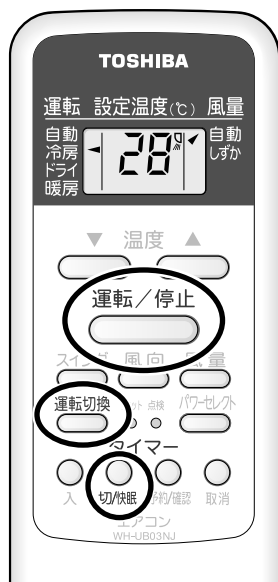 TOSHIBA
運転 設定温度(℃) 風量
自動 28° 自動
冷房 しずか
ドライ
暖房
▼ 温度 ▲
運転／停止
スイング 風向 風量
運転切換 点検 パワーセレクト
タイマー
入 切/快眠 予約/確認 取消
エアコン
WH-UB03NJ